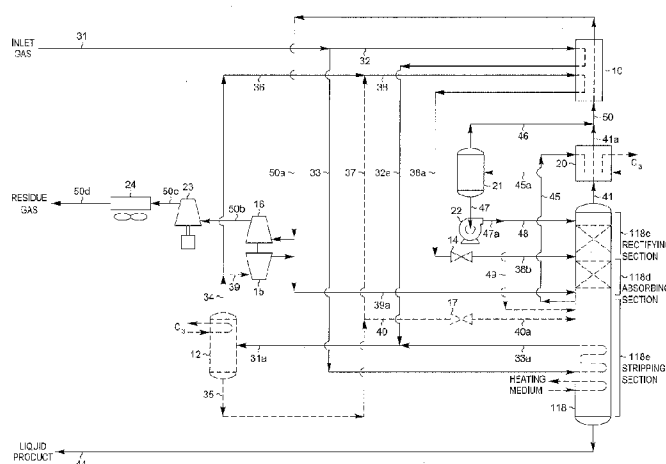 INLET
GAS
31
32
10
36
38
50
46
41a
50a
33
37
32a
38a
21
45a
20
C3
45
47
41
RESIDUE
GAS
50d
24
50c
23
50b
16
22
47a
48
118c
RECTIFYING
SECTION
14
38b
118d
ABSORBING
SECTION
39
15
49
34
39a
17
40
40a
C3
12
31a
33a
118e
STRIPPING
SECTION
35
HEATING
MEDIUM
118
LIQUID
PRODUCT
44